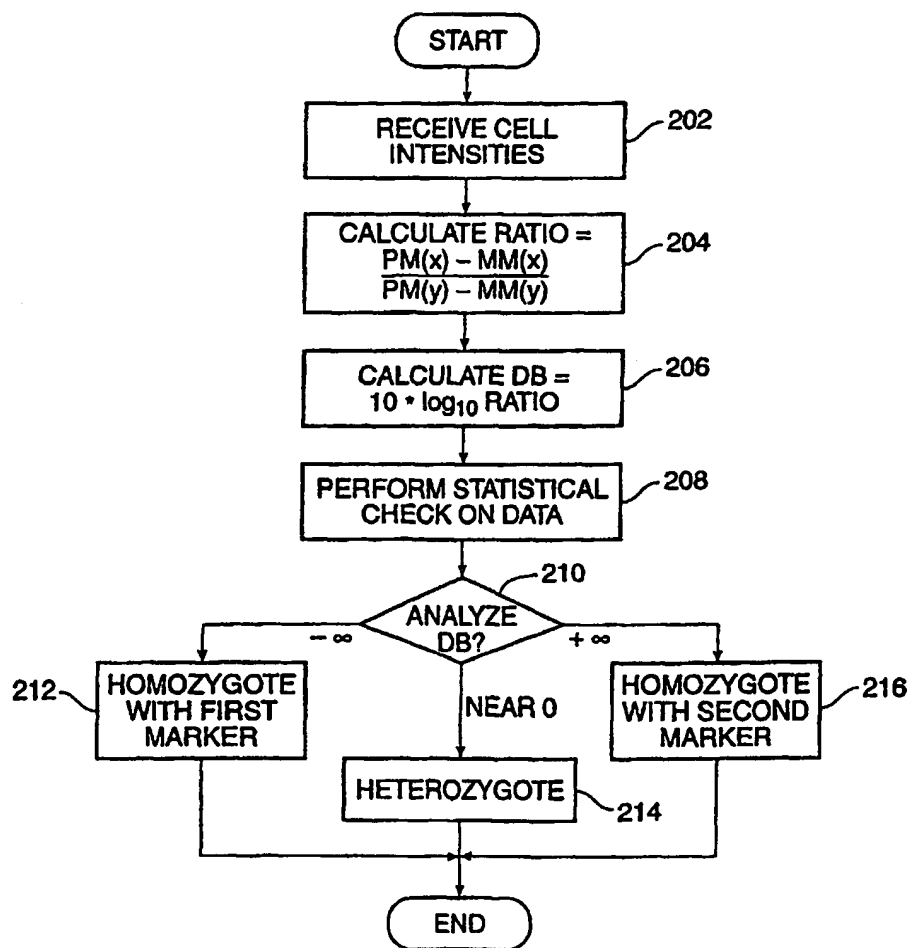 START
RECEIVE CELL
INTENSITIES
202
CALCULATE RATIO =
PM(x) – MM(x)
PM(y) – MM(y)
204
CALCULATE DB =
10 * log₁₀ RATIO
206
PERFORM STATISTICAL
CHECK ON DATA
208
210
ANALYZE
DB?
– ∞
+ ∞
NEAR 0
212
HOMOZYGOTE
WITH FIRST
MARKER
HOMOZYGOTE
WITH SECOND
MARKER
216
HETEROZYGOTE
214
END